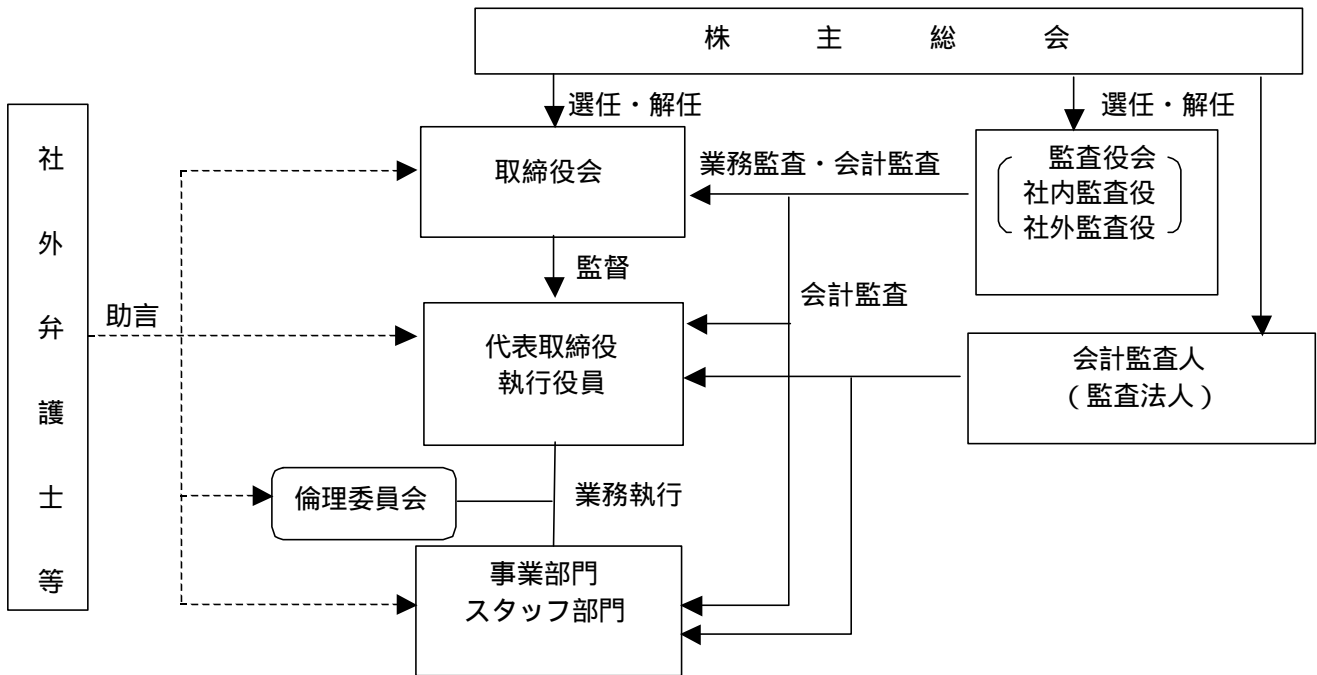 株主総会
選任・解任
選任・解任
社外弁護士等
取締役会
業務監査・会計監査
監査役会
社内監査役
社外監査役
監督
会計監査
助言
代表取締役
執行役員
会計監査人
(監査法人)
倫理委員会
業務執行
事業部門
スタッフ部門